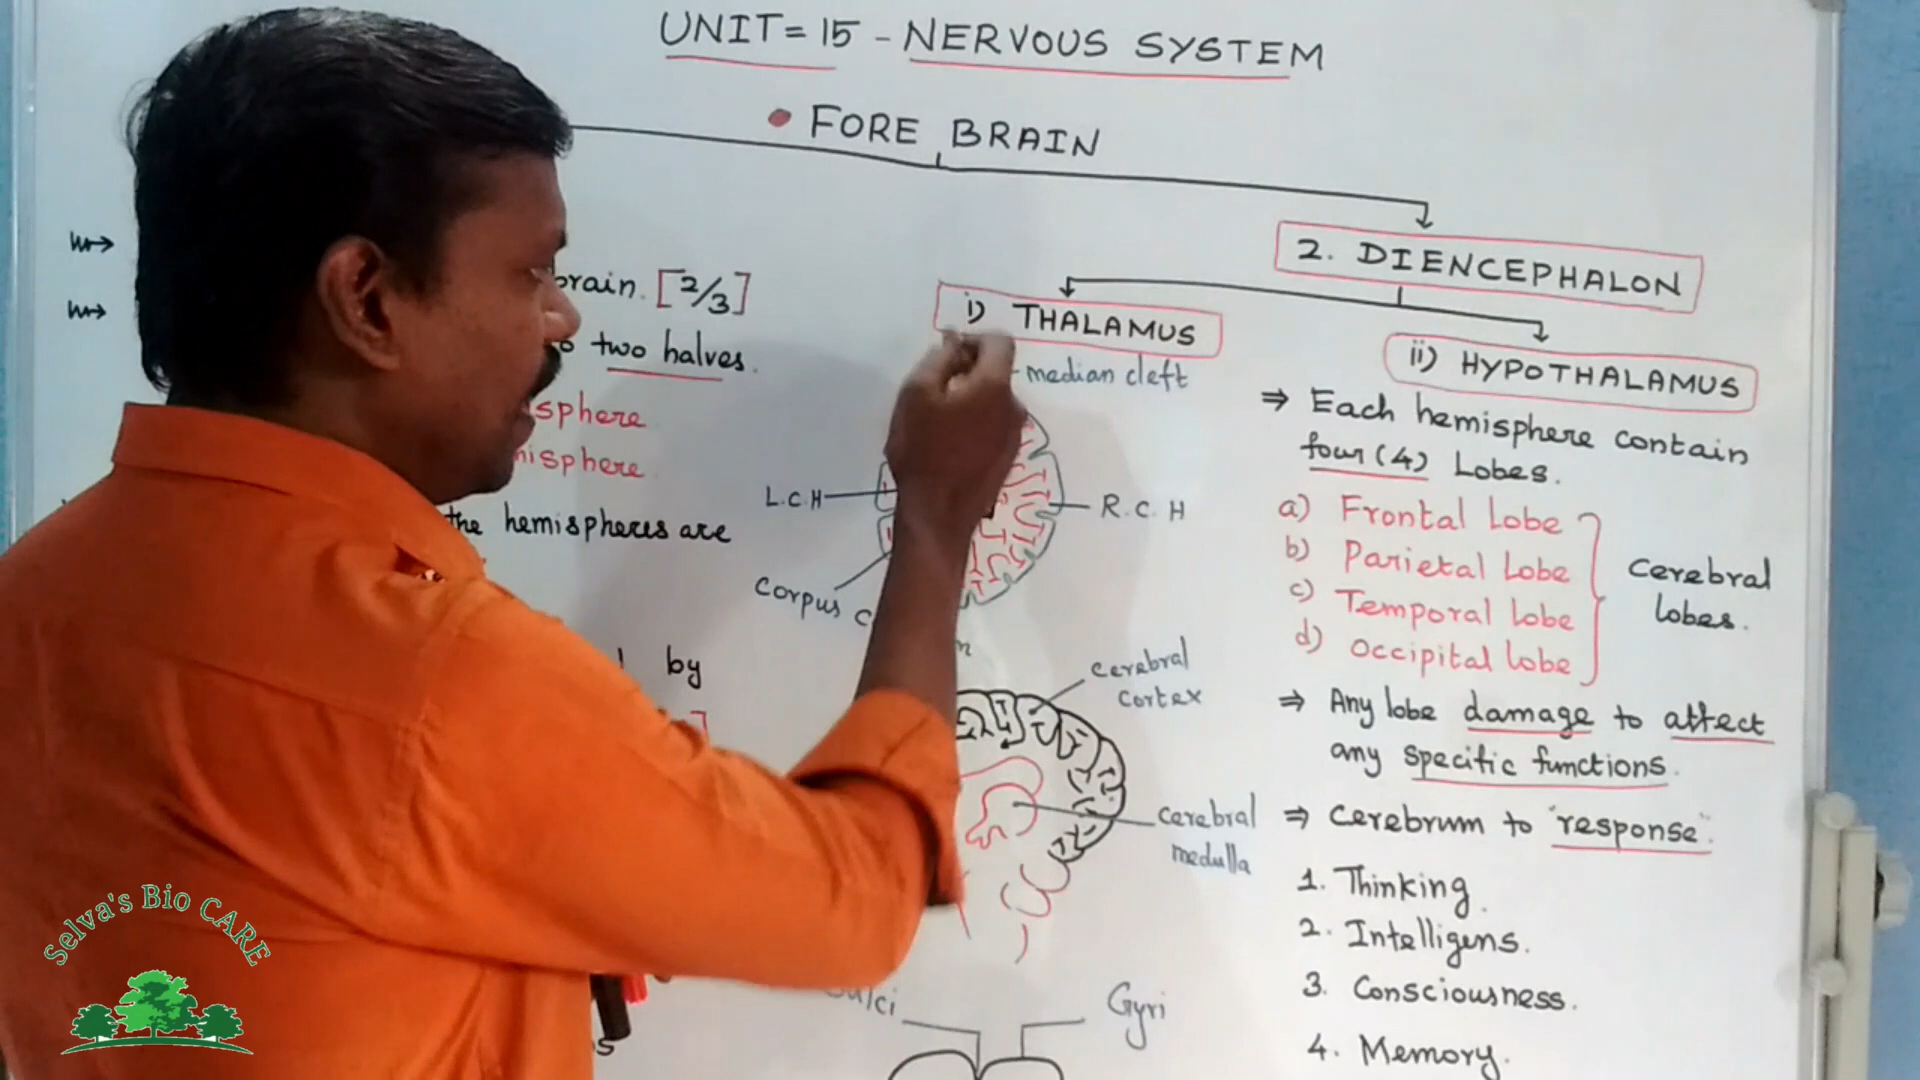 UNIT = 15 - NERVOUS SYSTEM
FORE BRAIN
2. DIENCEPHALON
i) THALAMUS
ii) HYPOTHALAMUS
brain. [2/3]
two halves.
median cleft
L.C.H
R.C.H
the hemispheres are
Corpus
by
cerebral
cortex
cerebral
medulla
Gyri
⇒ Each hemisphere contain
four (4) Lobes.
a) Frontal Lobe
b) Parietal Lobe
c) Temporal lobe
d) Occipital lobe
cerebral
lobes.
⇒ Any lobe damage to affect
any specific functions.
⇒ Cerebrum to "response".
1. Thinking.
2. Intelligens.
3. Consciousness.
4. Memory.
Selva's Bio CARE